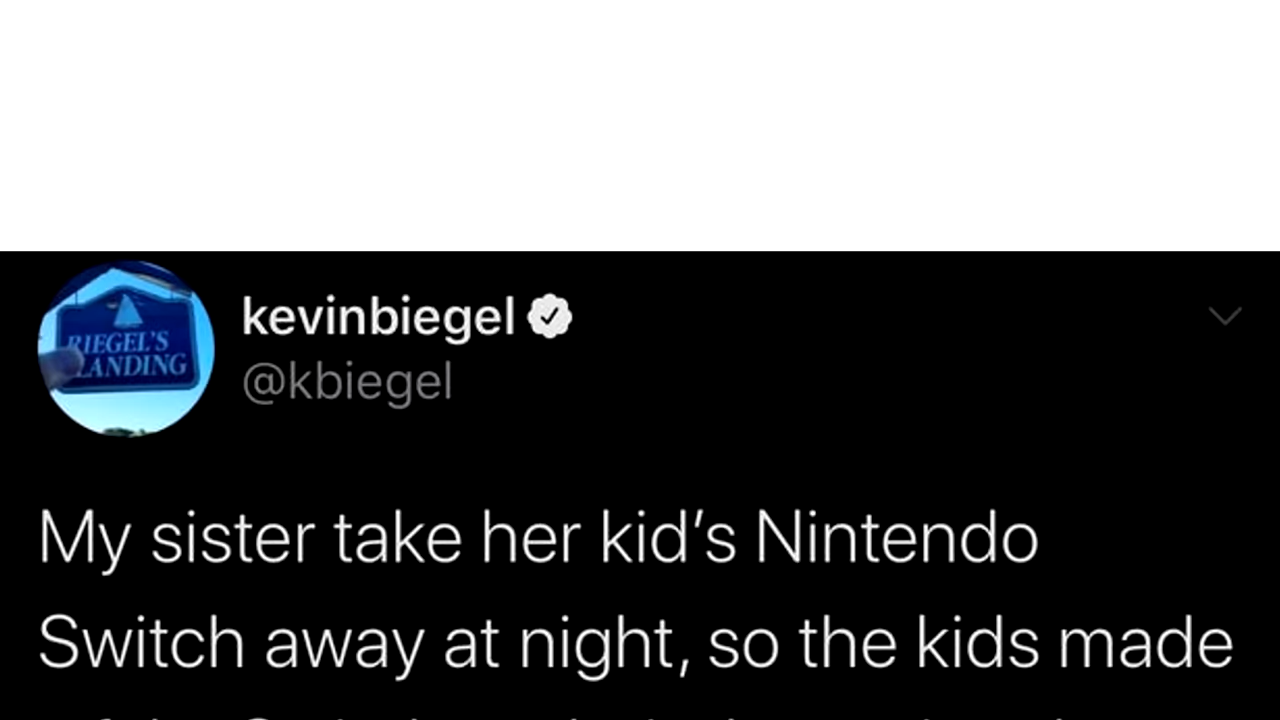 RIEGEL'S
LANDING
kevinbiegel
@kbiegel
My sister take her kid’s Nintendo
Switch away at night, so the kids made